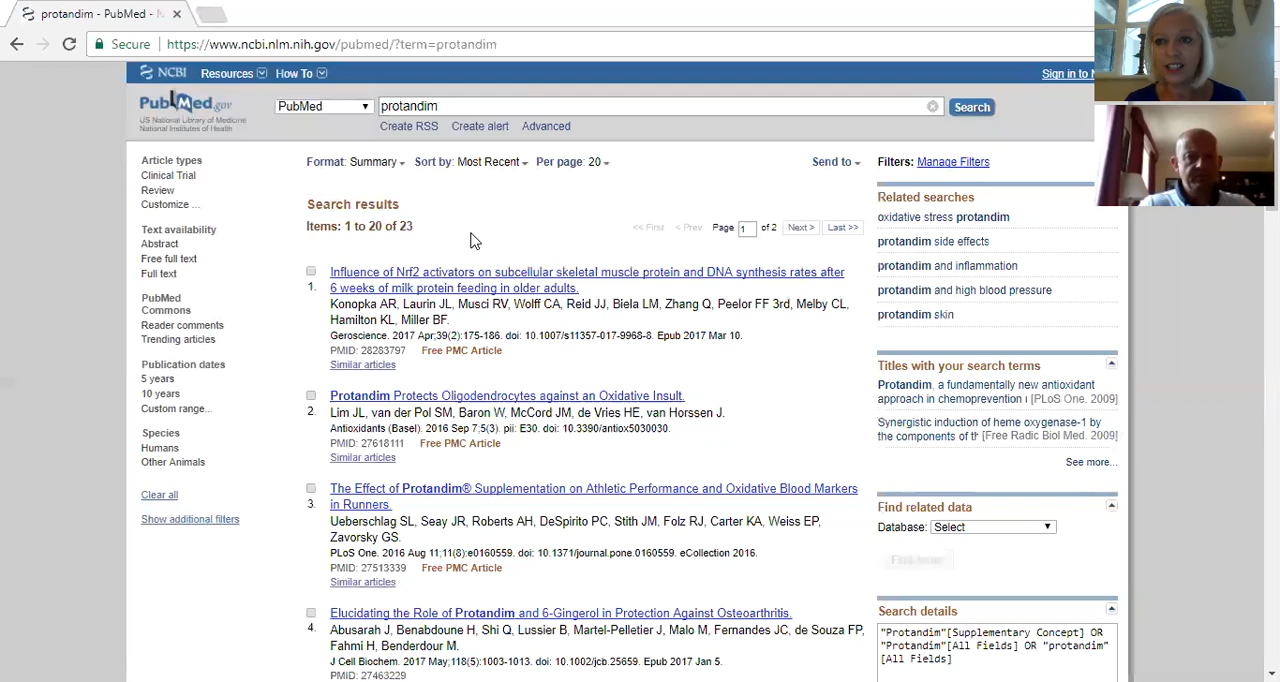 protandim - PubMed - N
Secure
https://www.ncbi.nlm.nih.gov/pubmed/?term=protandim
NCBI Resources How To
Sign in to N
PubMed.gov
US National Library of Medicine
National Institutes of Health
PubMed
protandim
Search
Create RSS Create alert Advanced
Article types
Clinical Trial
Review
Customize ...
Text availability
Abstract
Free full text
Full text
PubMed
Commons
Reader comments
Trending articles
Publication dates
5 years
10 years
Custom range...
Species
Humans
Other Animals
Clear all
Show additional filters
Format: Summary Sort by: Most Recent Per page: 20
Send to
Search results
Items: 1 to 20 of 23
<< First < Prev Page 1 of 2 Next > Last >>
1. Influence of Nrf2 activators on subcellular skeletal muscle protein and DNA synthesis rates after
6 weeks of milk protein feeding in older adults.
Konopka AR, Laurin JL, Musci RV, Wolff CA, Reid JJ, Biela LM, Zhang Q, Peelor FF 3rd, Melby CL,
Hamilton KL, Miller BF.
Geroscience. 2017 Apr;39(2):175-186. doi: 10.1007/s11357-017-9968-8. Epub 2017 Mar 10.
PMID: 28283797 Free PMC Article
Similar articles
Protandim Protects Oligodendrocytes against an Oxidative Insult.
2. Lim JL, van der Pol SM, Baron W, McCord JM, de Vries HE, van Horssen J.
Antioxidants (Basel). 2016 Sep 7;5(3). pii: E30. doi: 10.3390/antiox5030030.
PMID: 27618111 Free PMC Article
Similar articles
The Effect of Protandim® Supplementation on Athletic Performance and Oxidative Blood Markers
3. in Runners.
Ueberschlag SL, Seay JR, Roberts AH, DeSpirito PC, Stith JM, Folz RJ, Carter KA, Weiss EP,
Zavorsky GS.
PLoS One. 2016 Aug 11;11(8):e0160559. doi: 10.1371/journal.pone.0160559. eCollection 2016.
PMID: 27513339 Free PMC Article
Similar articles
Elucidating the Role of Protandim and 6-Gingerol in Protection Against Osteoarthritis.
4. Abusarah J, Benabdoune H, Shi Q, Lussier B, Martel-Pelletier J, Malo M, Fernandes JC, de Souza FP,
Fahmi H, Benderdour M.
J Cell Biochem. 2017 May;118(5):1003-1013. doi: 10.1002/jcb.25659. Epub 2017 Jan 5.
PMID: 27463229
Filters: Manage Filters
Related searches
oxidative stress protandim
protandim side effects
protandim and inflammation
protandim and high blood pressure
protandim skin
Titles with your search terms
Protandim, a fundamentally new antioxidant
approach in chemoprevention [PLoS One. 2009]
Synergistic induction of heme oxygenase-1 by
the components of th [Free Radic Biol Med. 2009]
See more...
Find related data
Database: Select
Find items
Search details
"Protandim"[Supplementary Concept] OR
"Protandim"[All Fields] OR "protandim"
[All Fields]